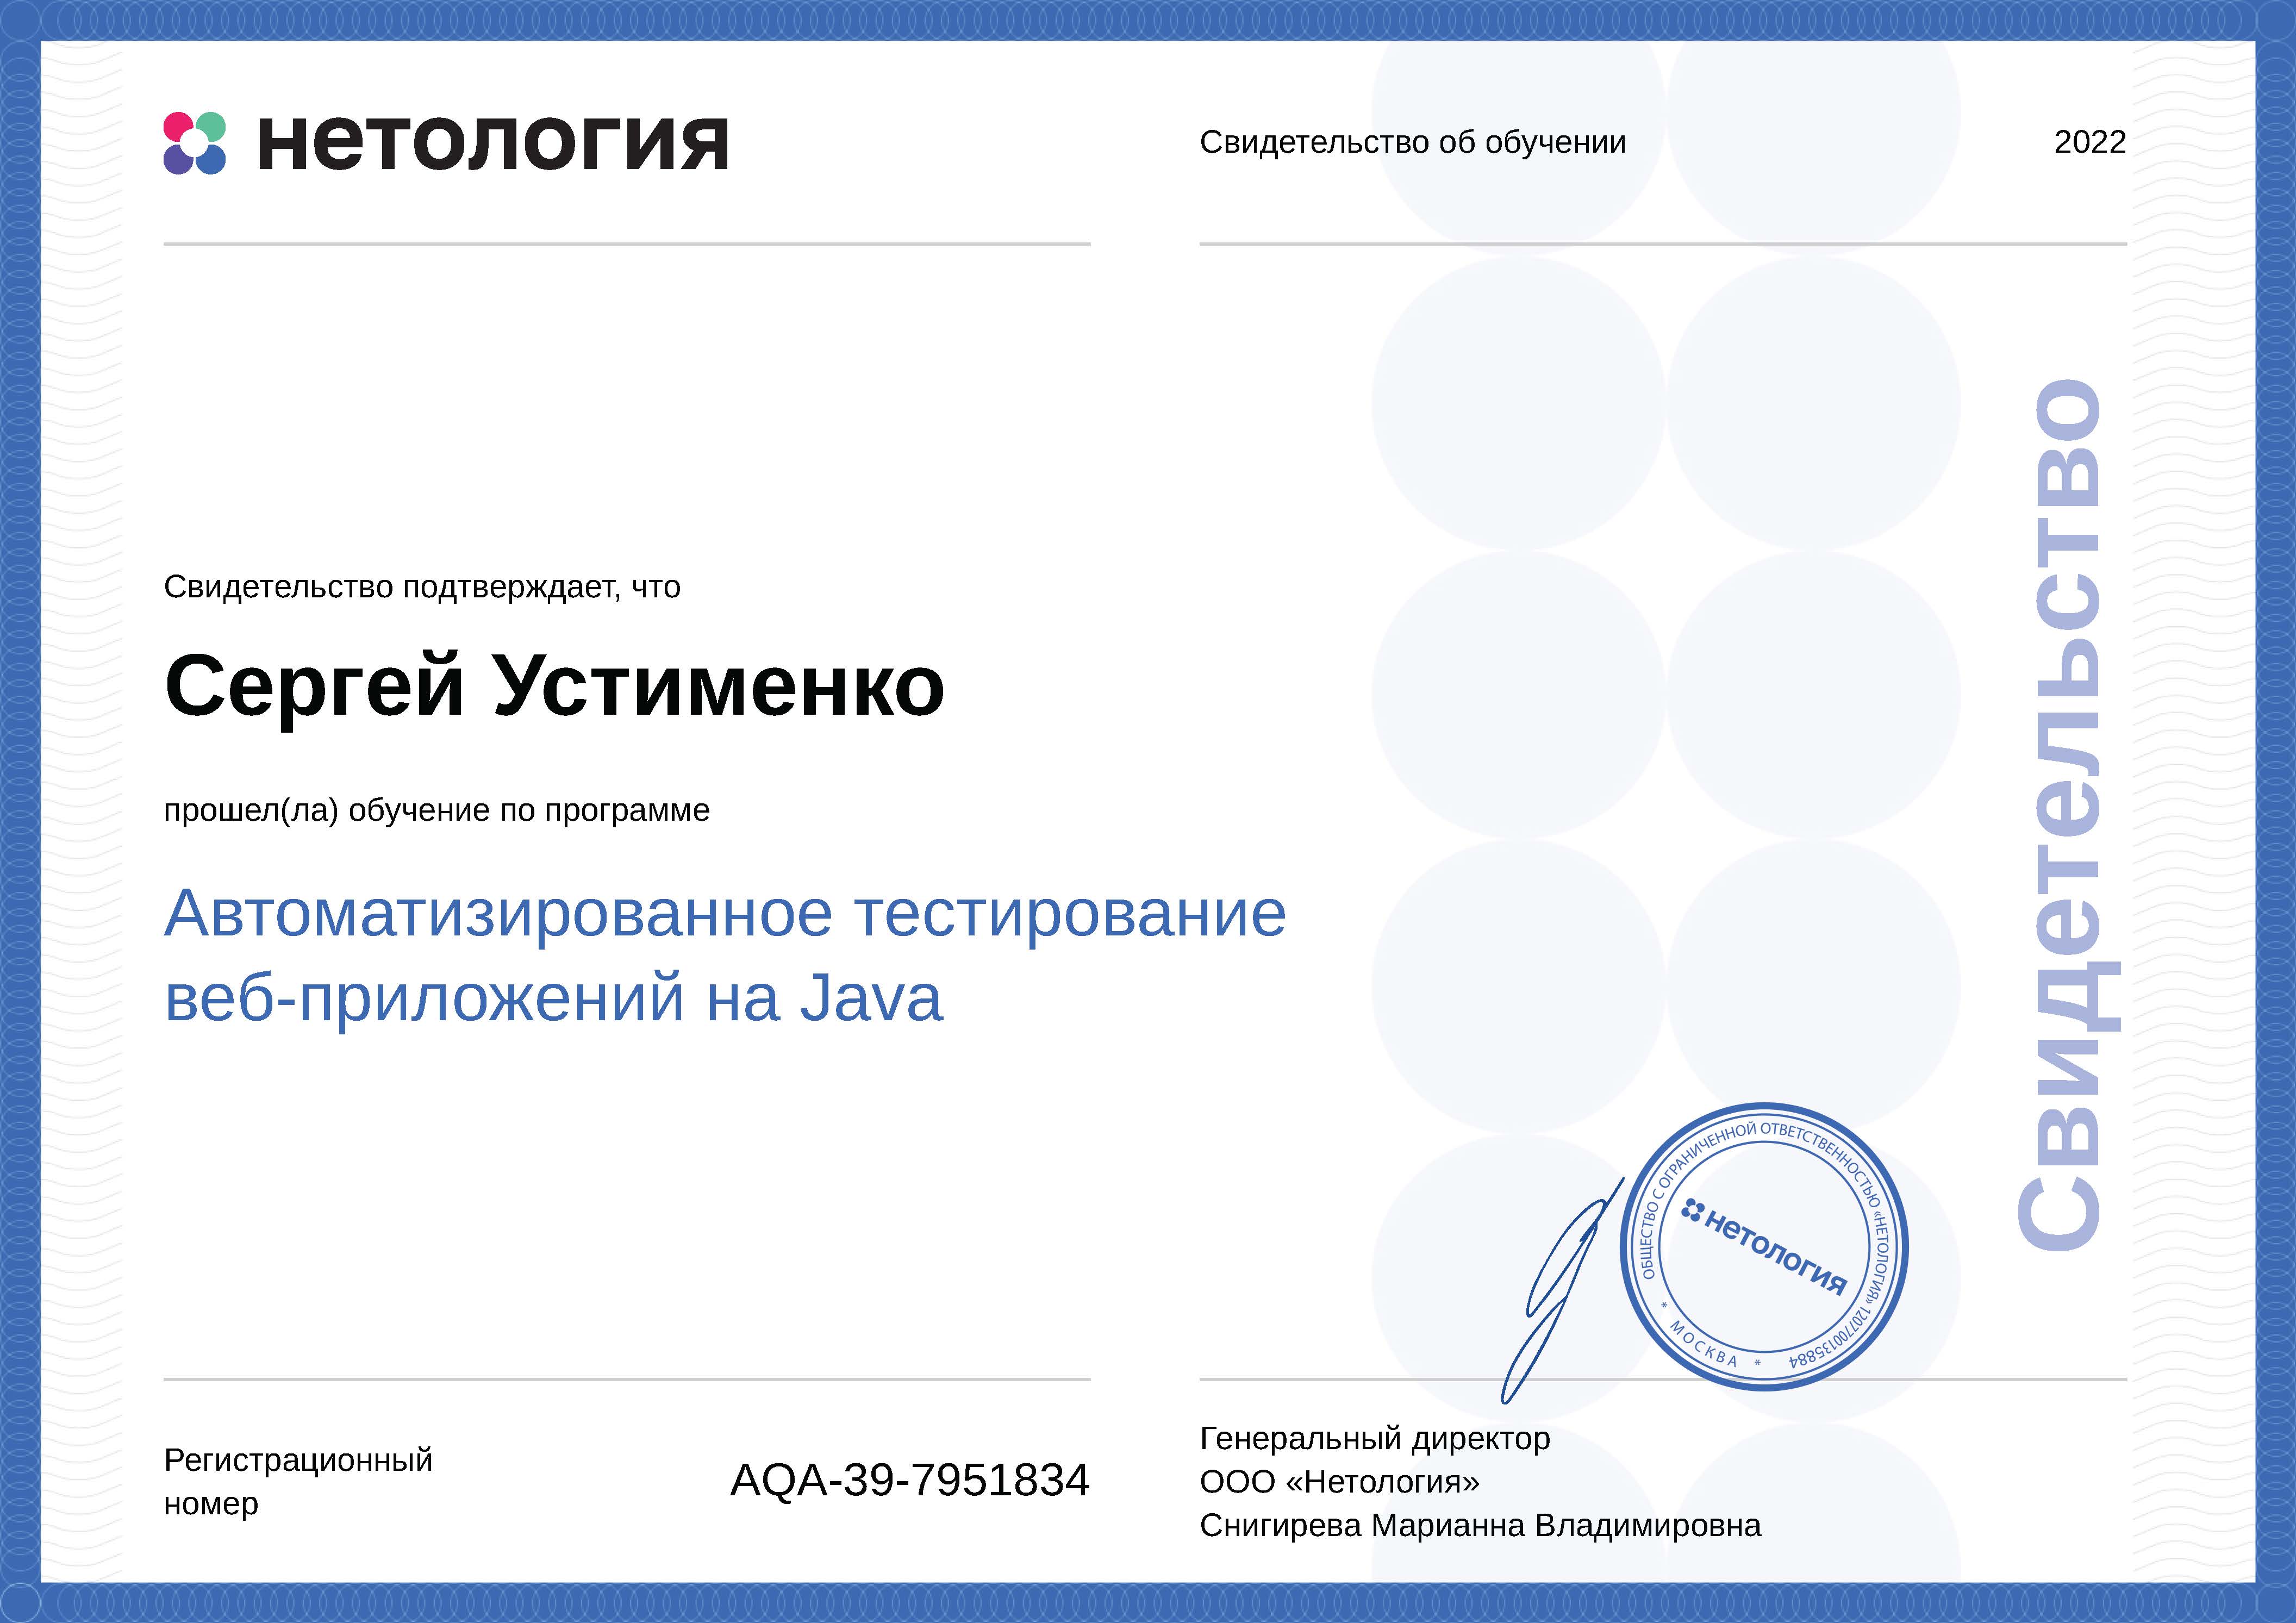 нетология
Свидетельство об обучении
2022
Свидетельство подтверждает, что
Сергей Устименко
прошел(ла) обучение по программе
Автоматизированное тестирование
веб-приложений на Java
Свидетельство
ОБЩЕСТВО С ОГРАНИЧЕННОЙ ОТВЕТСТВЕННОСТЬЮ «НЕТОЛОГИЯ» 1207700135884
* МОСКВА *
нетология
Регистрационный
номер
AQA-39-7951834
Генеральный директор
ООО «Нетология»
Снигирева Марианна Владимировна